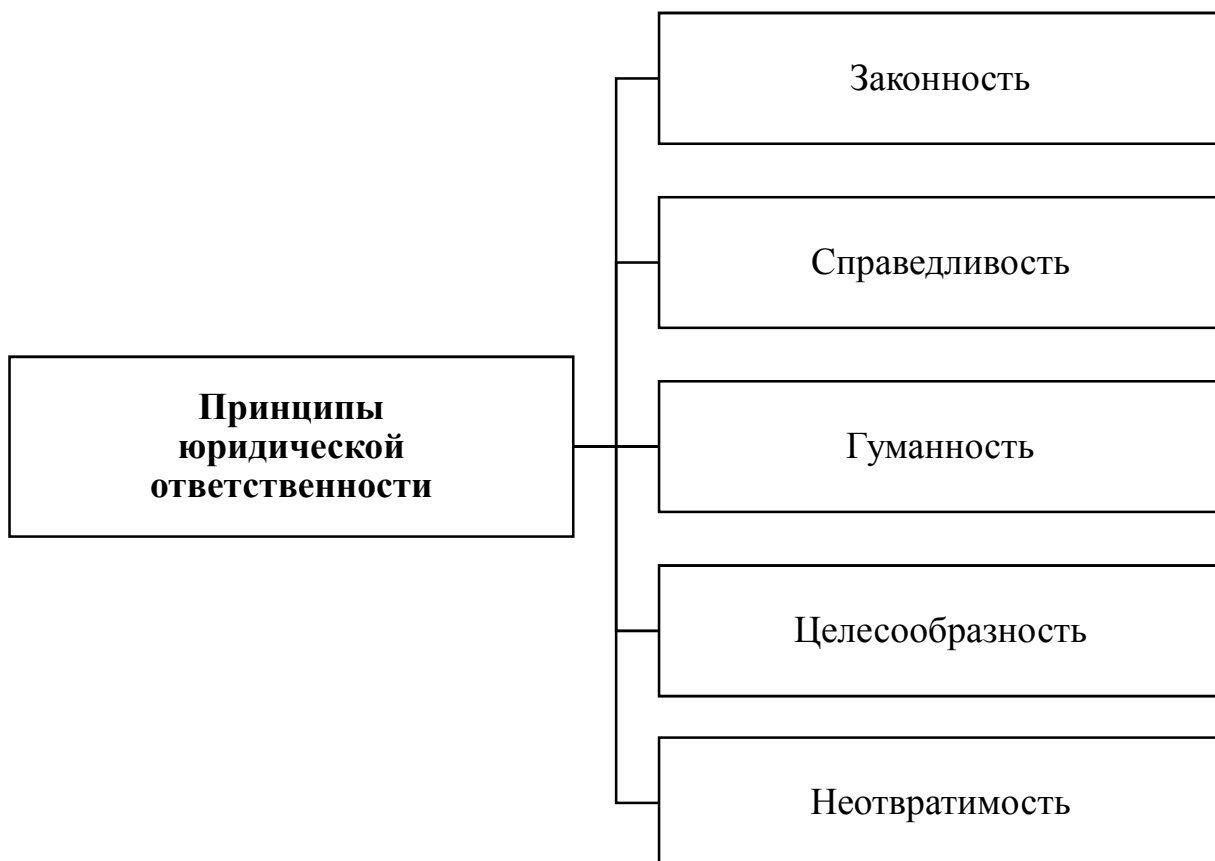 Законность
Справедливость
Принципы
юридической
ответственности
Гуманность
Целесообразность
Неотвратимость